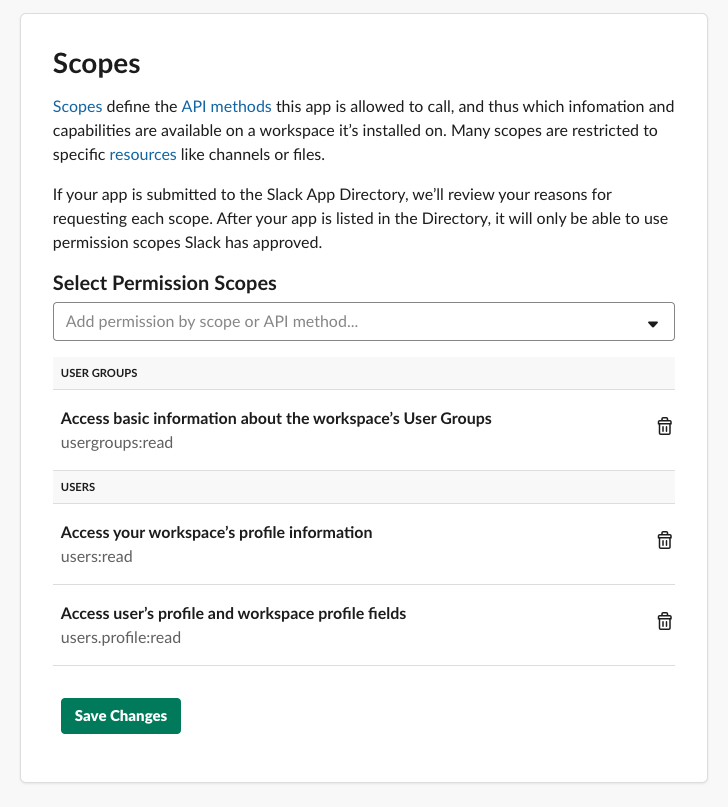 Scopes
Scopes define the API methods this app is allowed to call, and thus which infomation and
capabilities are available on a workspace it’s installed on. Many scopes are restricted to
specific resources like channels or files.
If your app is submitted to the Slack App Directory, we’ll review your reasons for
requesting each scope. After your app is listed in the Directory, it will only be able to use
permission scopes Slack has approved.
Select Permission Scopes
Add permission by scope or API method...
USER GROUPS
Access basic information about the workspace’s User Groups
usergroups:read
USERS
Access your workspace’s profile information
users:read
Access user’s profile and workspace profile fields
users.profile:read
Save Changes